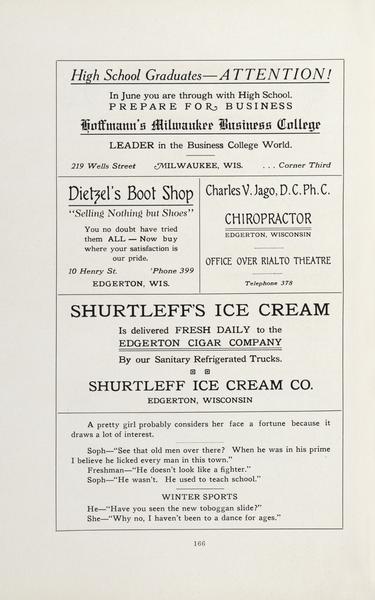 High School Graduates—ATTENTION!
In June you are through with High School.
PREPARE FOR BUSINESS
Hoffmann's Milwaukee Business College
LEADER in the Business College World.
219 Wells Street MILWAUKEE, WIS. . . . Corner Third
Dietzel's Boot Shop
"Selling Nothing but Shoes"
You no doubt have tried
them ALL — Now buy
where your satisfaction is
our pride.
10 Henry St. 'Phone 399
EDGERTON, WIS.
Charles V. Jago, D.C. Ph.C.
CHIROPRACTOR
EDGERTON, WISCONSIN
OFFICE OVER RIALTO THEATRE
Telephone 378
SHURTLEFF'S ICE CREAM
Is delivered FRESH DAILY to the
EDGERTON CIGAR COMPANY
By our Sanitary Refrigerated Trucks.
SHURTLEFF ICE CREAM CO.
EDGERTON, WISCONSIN
A pretty girl probably considers her face a fortune because it
draws a lot of interest.
Soph—"See that old men over there? When he was in his prime
I believe he licked every man in this town."
Freshman—"He doesn't look like a fighter."
Soph—"He wasn't. He used to teach school."
WINTER SPORTS
He—"Have you seen the new toboggan slide?"
She—"Why no, I haven't been to a dance for ages."
166